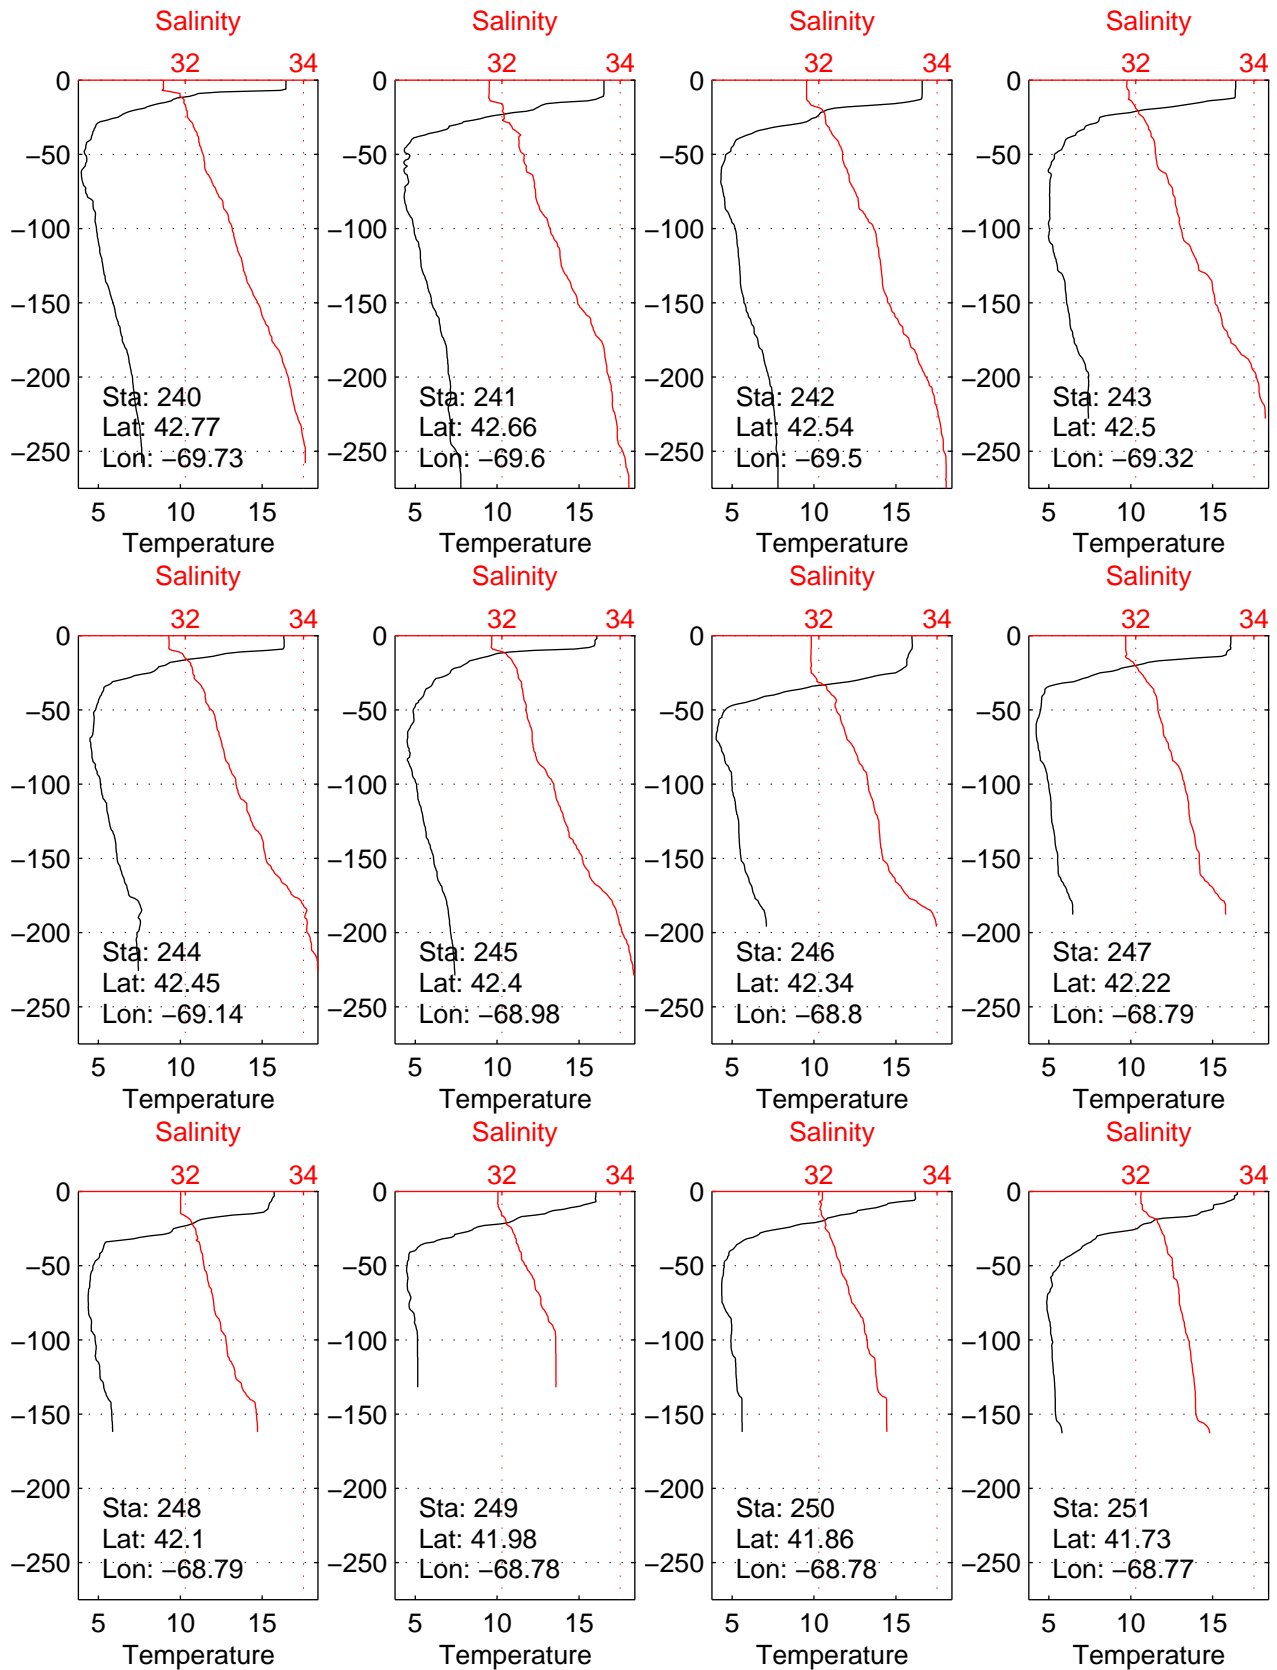 Salinity Salinity Salinity Salinity
32 34 32 34 32 34 32 34
0 0 0 0
−50 −50 −50 −50
−100 −100 −100 −100
−150 −150 −150 −150
−200 −200 −200 −200
Sta: 240 Sta: 241 Sta: 242 Sta: 243
Lat: 42.77 Lat: 42.66 Lat: 42.54 Lat: 42.5
−250 −250 −250 −250
Lon: −69.73 Lon: −69.6 Lon: −69.5 Lon: −69.32
5 10 15 5 10 15 5 10 15 5 10 15
Temperature Temperature Temperature Temperature
Salinity Salinity Salinity Salinity
32 34 32 34 32 34 32 34
0 0 0 0
−50 −50 −50 −50
−100 −100 −100 −100
−150 −150 −150 −150
−200 −200 −200 −200
Sta: 244 Sta: 245 Sta: 246 Sta: 247
Lat: 42.45 Lat: 42.4 Lat: 42.34 Lat: 42.22
−250 −250 −250 −250
Lon: −69.14 Lon: −68.98 Lon: −68.8 Lon: −68.79
5 10 15 5 10 15 5 10 15 5 10 15
Temperature Temperature Temperature Temperature
Salinity Salinity Salinity Salinity
32 34 32 34 32 34 32 34
0 0 0 0
−50 −50 −50 −50
−100 −100 −100 −100
−150 −150 −150 −150
−200 −200 −200 −200
Sta: 248 Sta: 249 Sta: 250 Sta: 251
Lat: 42.1 Lat: 41.98 Lat: 41.86 Lat: 41.73
−250 −250 −250 −250
Lon: −68.79 Lon: −68.78 Lon: −68.78 Lon: −68.77
5 10 15 5 10 15 5 10 15 5 10 15
Temperature Temperature Temperature Temperature